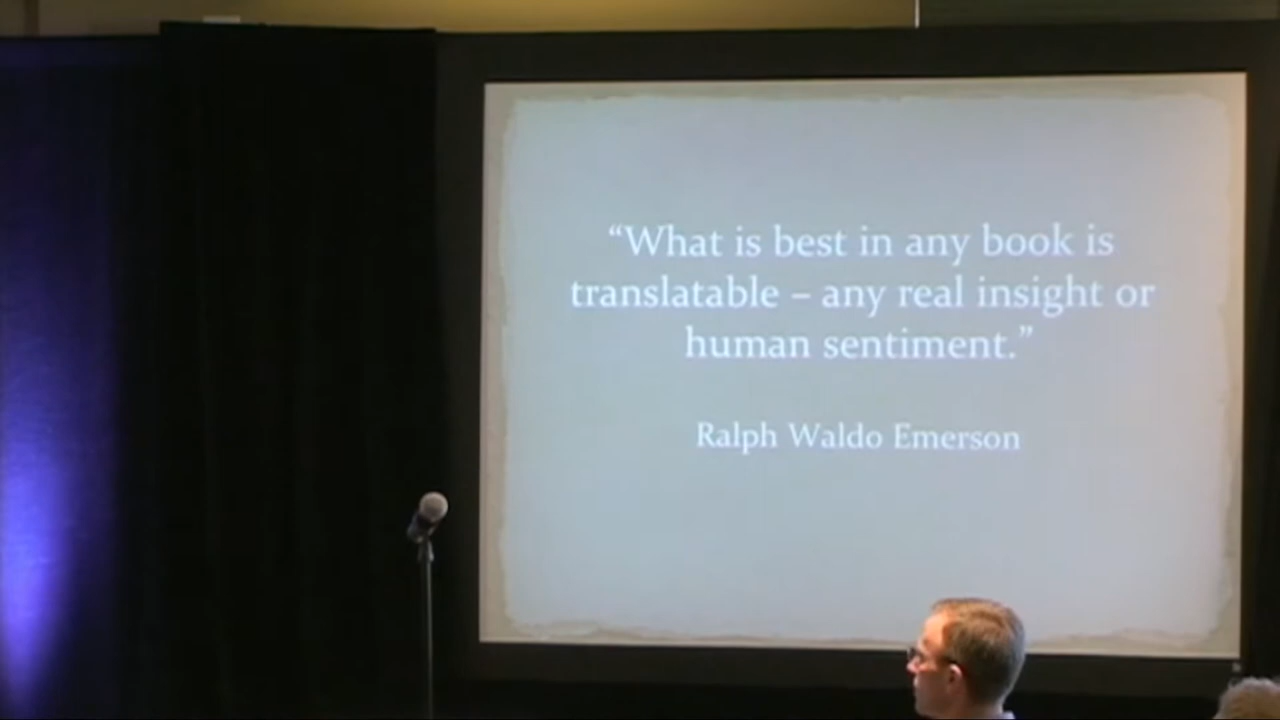 “What is best in any book is
translatable – any real insight or
human sentiment.”
Ralph Waldo Emerson